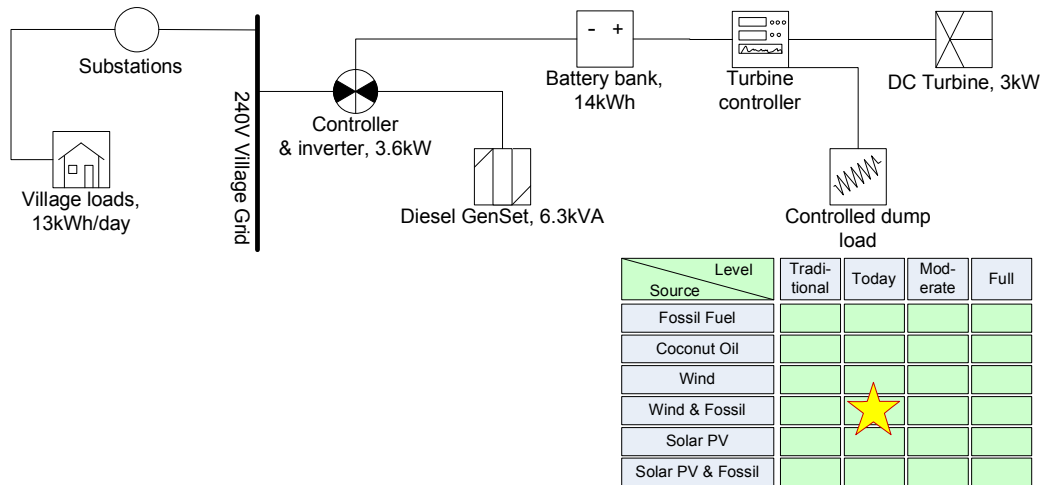 Substations
Village loads,
13kWh/day
240V Village Grid
Controller
& inverter, 3.6kW
Diesel GenSet, 6.3kVA
- +
Battery bank,
14kWh
Turbine
controller
DC Turbine, 3kW
Controlled dump
load
Level
Source
Tradi-
tional
Today
Mod-
erate
Full
Fossil Fuel
Coconut Oil
Wind
Wind & Fossil
Solar PV
Solar PV & Fossil